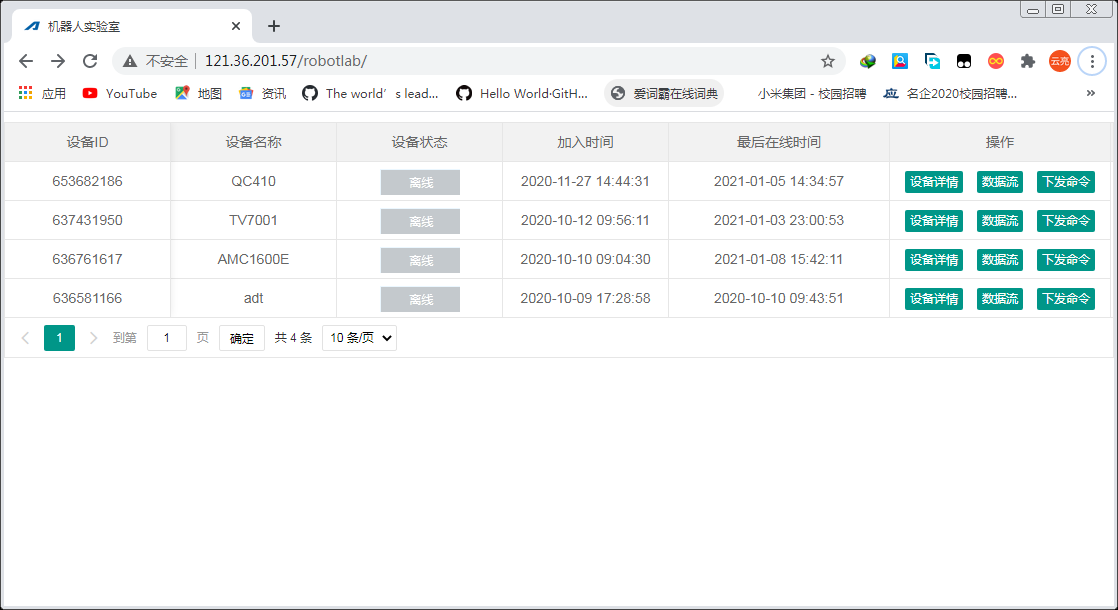 机器人实验室
不安全 121.36.201.57/robotlab/
云亮
应用 YouTube 地图 资讯 The world’s lead... Hello World·GitH... 爱词霸在线词典 小米集团 - 校园招聘 名企2020校园招聘... »
设备ID 设备名称 设备状态 加入时间 最后在线时间 操作
653682186 QC410 离线 2020-11-27 14:44:31 2021-01-05 14:34:57 设备详情 数据流 下发命令
637431950 TV7001 离线 2020-10-12 09:56:11 2021-01-03 23:00:53 设备详情 数据流 下发命令
636761617 AMC1600E 离线 2020-10-10 09:04:30 2021-01-08 15:42:11 设备详情 数据流 下发命令
636581166 adt 离线 2020-10-09 17:28:58 2020-10-10 09:43:51 设备详情 数据流 下发命令
1 到第 1 页 确定 共 4 条 10 条/页